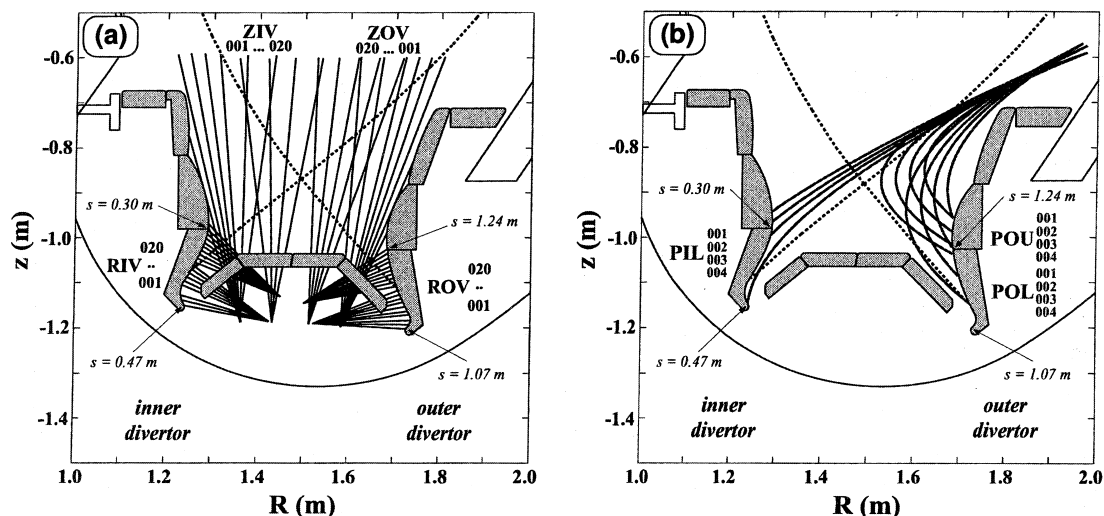 (a)
ZIV
001 ... 020
ZOV
020 ... 001
-0.6
-0.8
-1.0
-1.2
-1.4
z (m)
s = 0.30 m
s = 1.24 m
020
RIV ··
001
020
ROV ··
001
s = 0.47 m
s = 1.07 m
inner
divertor
outer
divertor
1.0
1.2
1.4
1.6
1.8
2.0
R (m)
(b)
-0.6
-0.8
-1.0
-1.2
-1.4
z (m)
s = 0.30 m
s = 1.24 m
PIL
001
002
003
004
POU
001
002
003
004
POL
001
002
003
004
s = 0.47 m
s = 1.07 m
inner
divertor
outer
divertor
1.0
1.2
1.4
1.6
1.8
2.0
R (m)